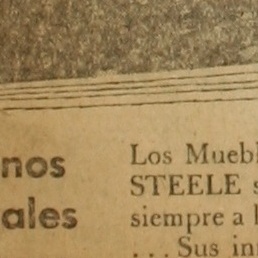 nos
ales
Los Muebl
STEELE s
siempre a l
... Sus in